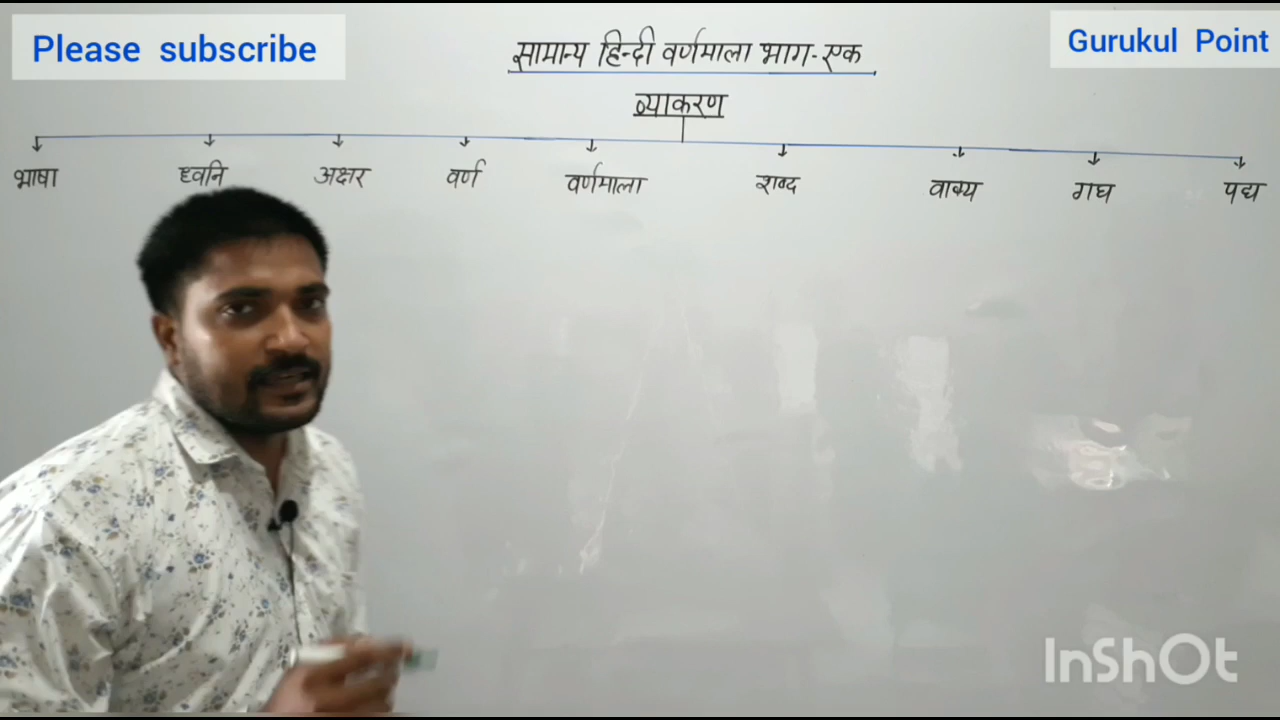 Please subscribe
Gurukul Point
सामान्य हिन्दी वर्णमाला भाग-एक
व्याकरण
भाषा ध्वनि अक्षर वर्ण वर्णमाला शब्द वाक्य गद्य पद्य
InShOt